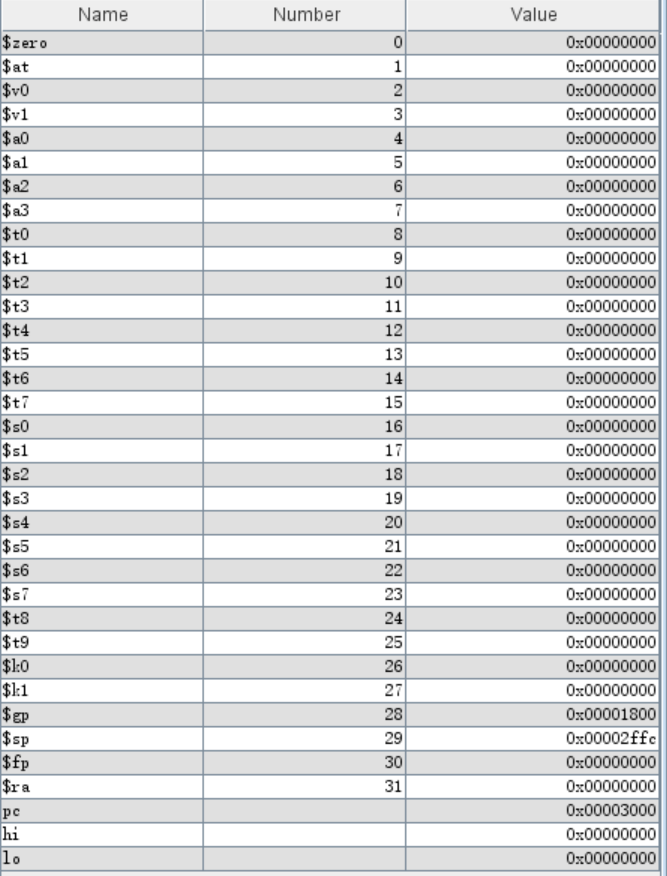 Name Number Value
$zero 0 0x00000000
$at 1 0x00000000
$v0 2 0x00000000
$v1 3 0x00000000
$a0 4 0x00000000
$a1 5 0x00000000
$a2 6 0x00000000
$a3 7 0x00000000
$t0 8 0x00000000
$t1 9 0x00000000
$t2 10 0x00000000
$t3 11 0x00000000
$t4 12 0x00000000
$t5 13 0x00000000
$t6 14 0x00000000
$t7 15 0x00000000
$s0 16 0x00000000
$s1 17 0x00000000
$s2 18 0x00000000
$s3 19 0x00000000
$s4 20 0x00000000
$s5 21 0x00000000
$s6 22 0x00000000
$s7 23 0x00000000
$t8 24 0x00000000
$t9 25 0x00000000
$k0 26 0x00000000
$k1 27 0x00000000
$gp 28 0x00001800
$sp 29 0x00002ffc
$fp 30 0x00000000
$ra 31 0x00000000
pc 0x00003000
hi 0x00000000
lo 0x00000000